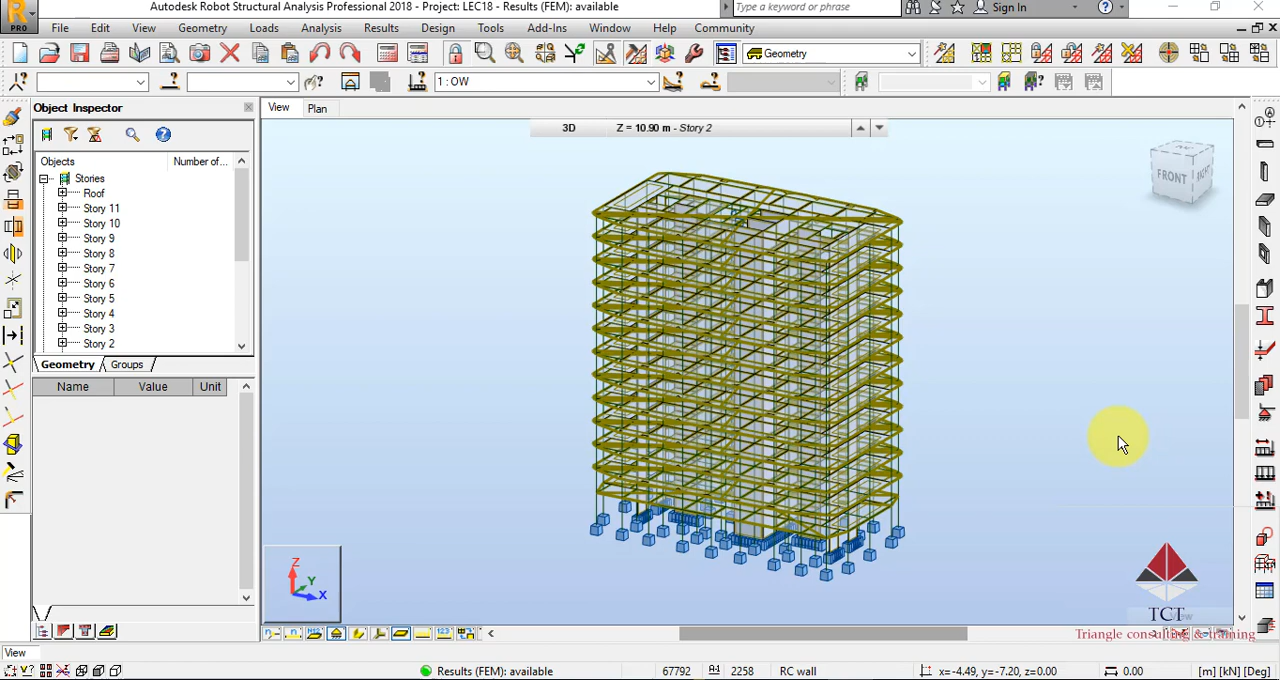 Autodesk Robot Structural Analysis Professional 2018 - Project: LEC18 - Results (FEM): available
Type a keyword or phrase
Sign In
PRO
File Edit View Geometry Loads Analysis Results Design Tools Add-Ins Window Help Community
Geometry
1 : OW
Object Inspector
View Plan
3D Z = 10.90 m - Story 2
Objects Number of...
Stories
Roof
Story 11
Story 10
Story 9
Story 8
Story 7
Story 6
Story 5
Story 4
Story 3
Story 2
Geometry Groups
Name Value Unit
FRONT
RIGHT
Z
Y
X
TCT
Triangle consulting & training
View
Results (FEM): available 67792 2258 RC wall x=-4.49, y=-7.20, z=0.00 0.00 [m] [kN] [Deg]